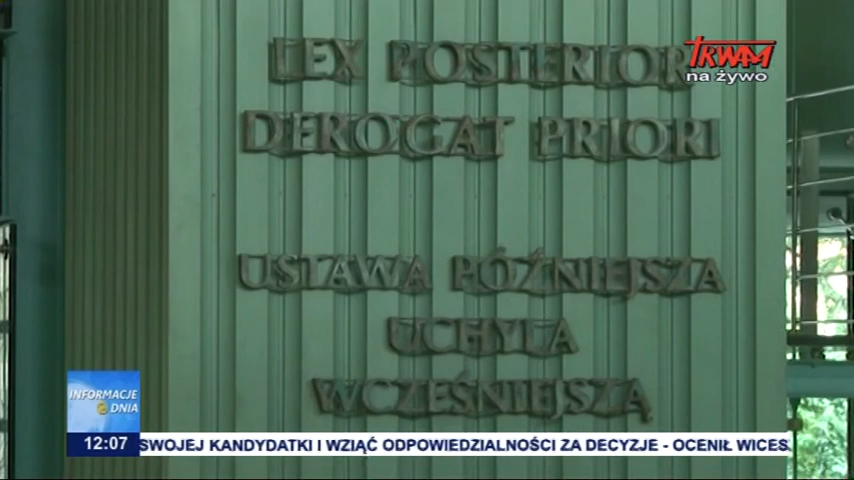 LEX POSTERIOR
DEROGAT PRIORI
USTAWA PÓŹNIEJSZA
UCHYLA
WCZEŚNIEJSZĄ
TRWAM
na żywo
INFORMACJE
DNIA
12:07 SWOJEJ KANDYDATKI I WZIĄĆ ODPOWIEDZIALNOŚCI ZA DECYZJE - OCENIŁ WICES